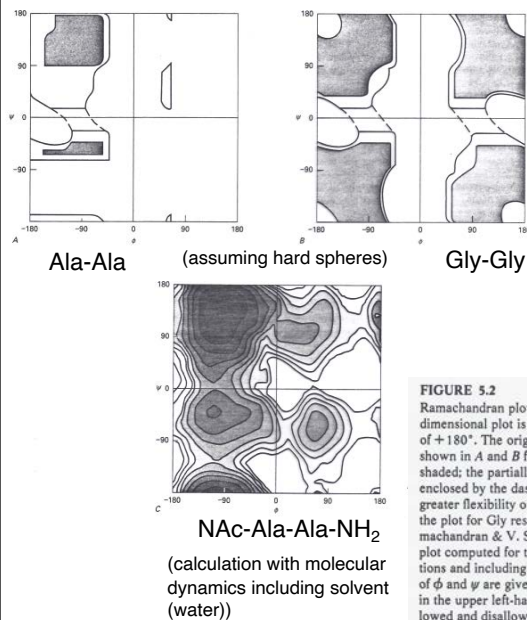 180
90
ψ 0
−90
−180
−180 −90 0 90 180
A
ϕ
180
90
ψ 0
−90
−180
−180 −90 0 90 180
B
ϕ
Ala-Ala
(assuming hard spheres)
Gly-Gly
180
90
ψ 0
−90
−180
−90
0
90
180
C
ϕ
NAc-Ala-Ala-NH2
(calculation with molecular
dynamics including solvent
(water))
FIGURE 5.2
Ramachandran plot
dimensional plot is
of +180°. The orig
shown in A and B f
shaded; the partiall
enclosed by the das
greater flexibility o
the plot for Gly res
machandran & V. S
plot computed for t
tions and including
of ϕ and ψ are give
in the upper left-ha
lowed and disallow